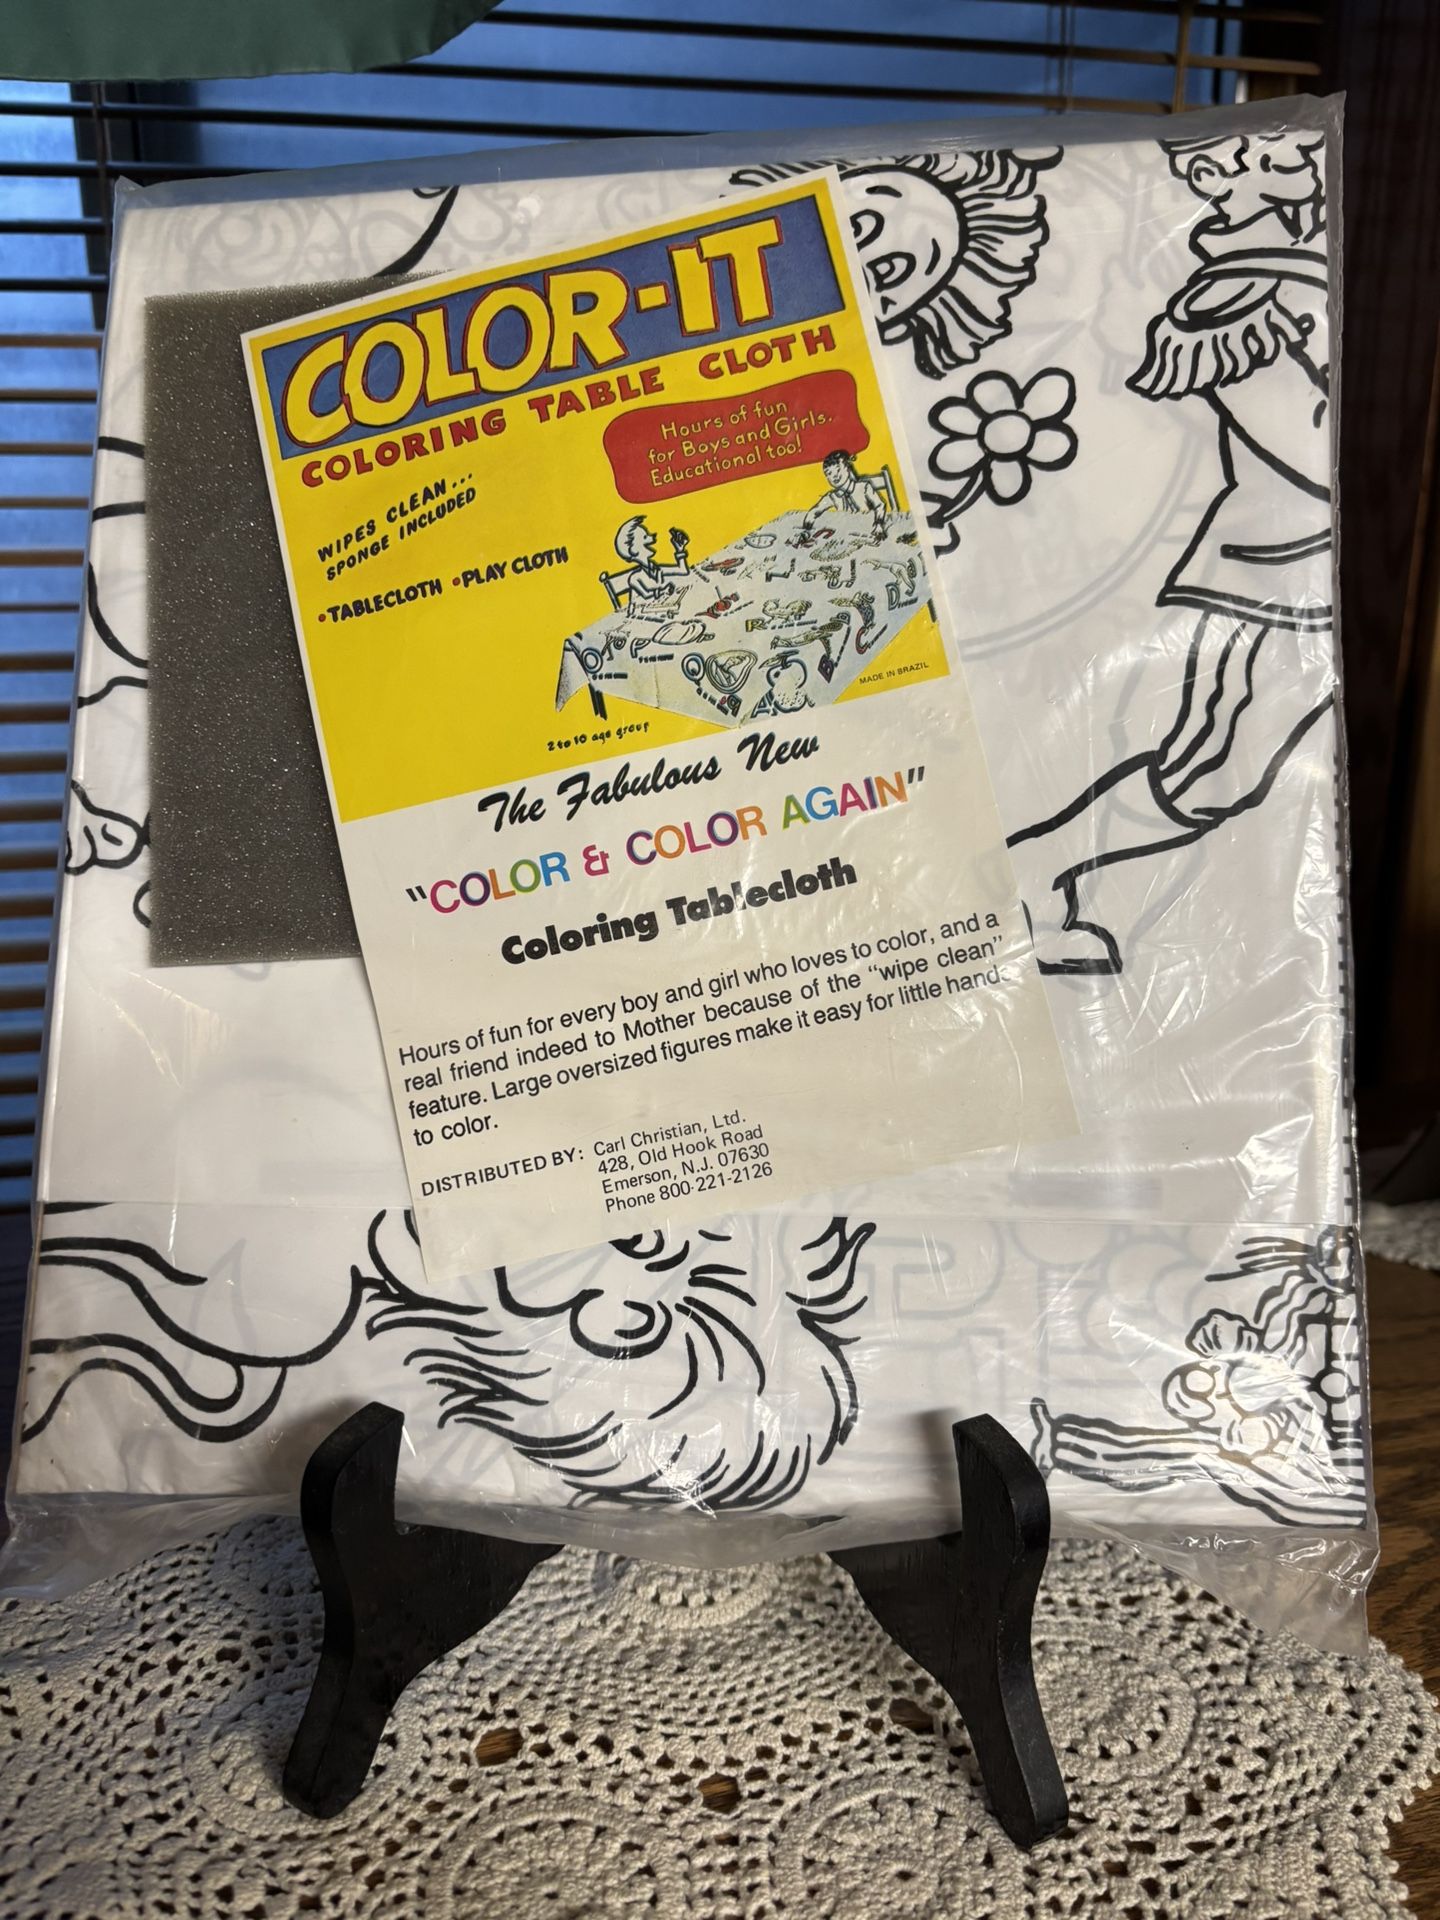 COLOR-IT
COLORING TABLE CLOTH
Hours of fun
for Boys and Girls.
Educational too!
WIPES CLEAN...
SPONGE INCLUDED
•TABLECLOTH •PLAY CLOTH
MADE IN BRAZIL
2 to 10 age group
The Fabulous New
"COLOR & COLOR AGAIN"
Coloring Tablecloth
Hours of fun for every boy and girl who loves to color, and a
real friend indeed to Mother because of the "wipe clean"
feature. Large oversized figures make it easy for little hands
to color.
DISTRIBUTED BY: Carl Christian, Ltd.
428, Old Hook Road
Emerson, N.J. 07630
Phone 800-221-2126